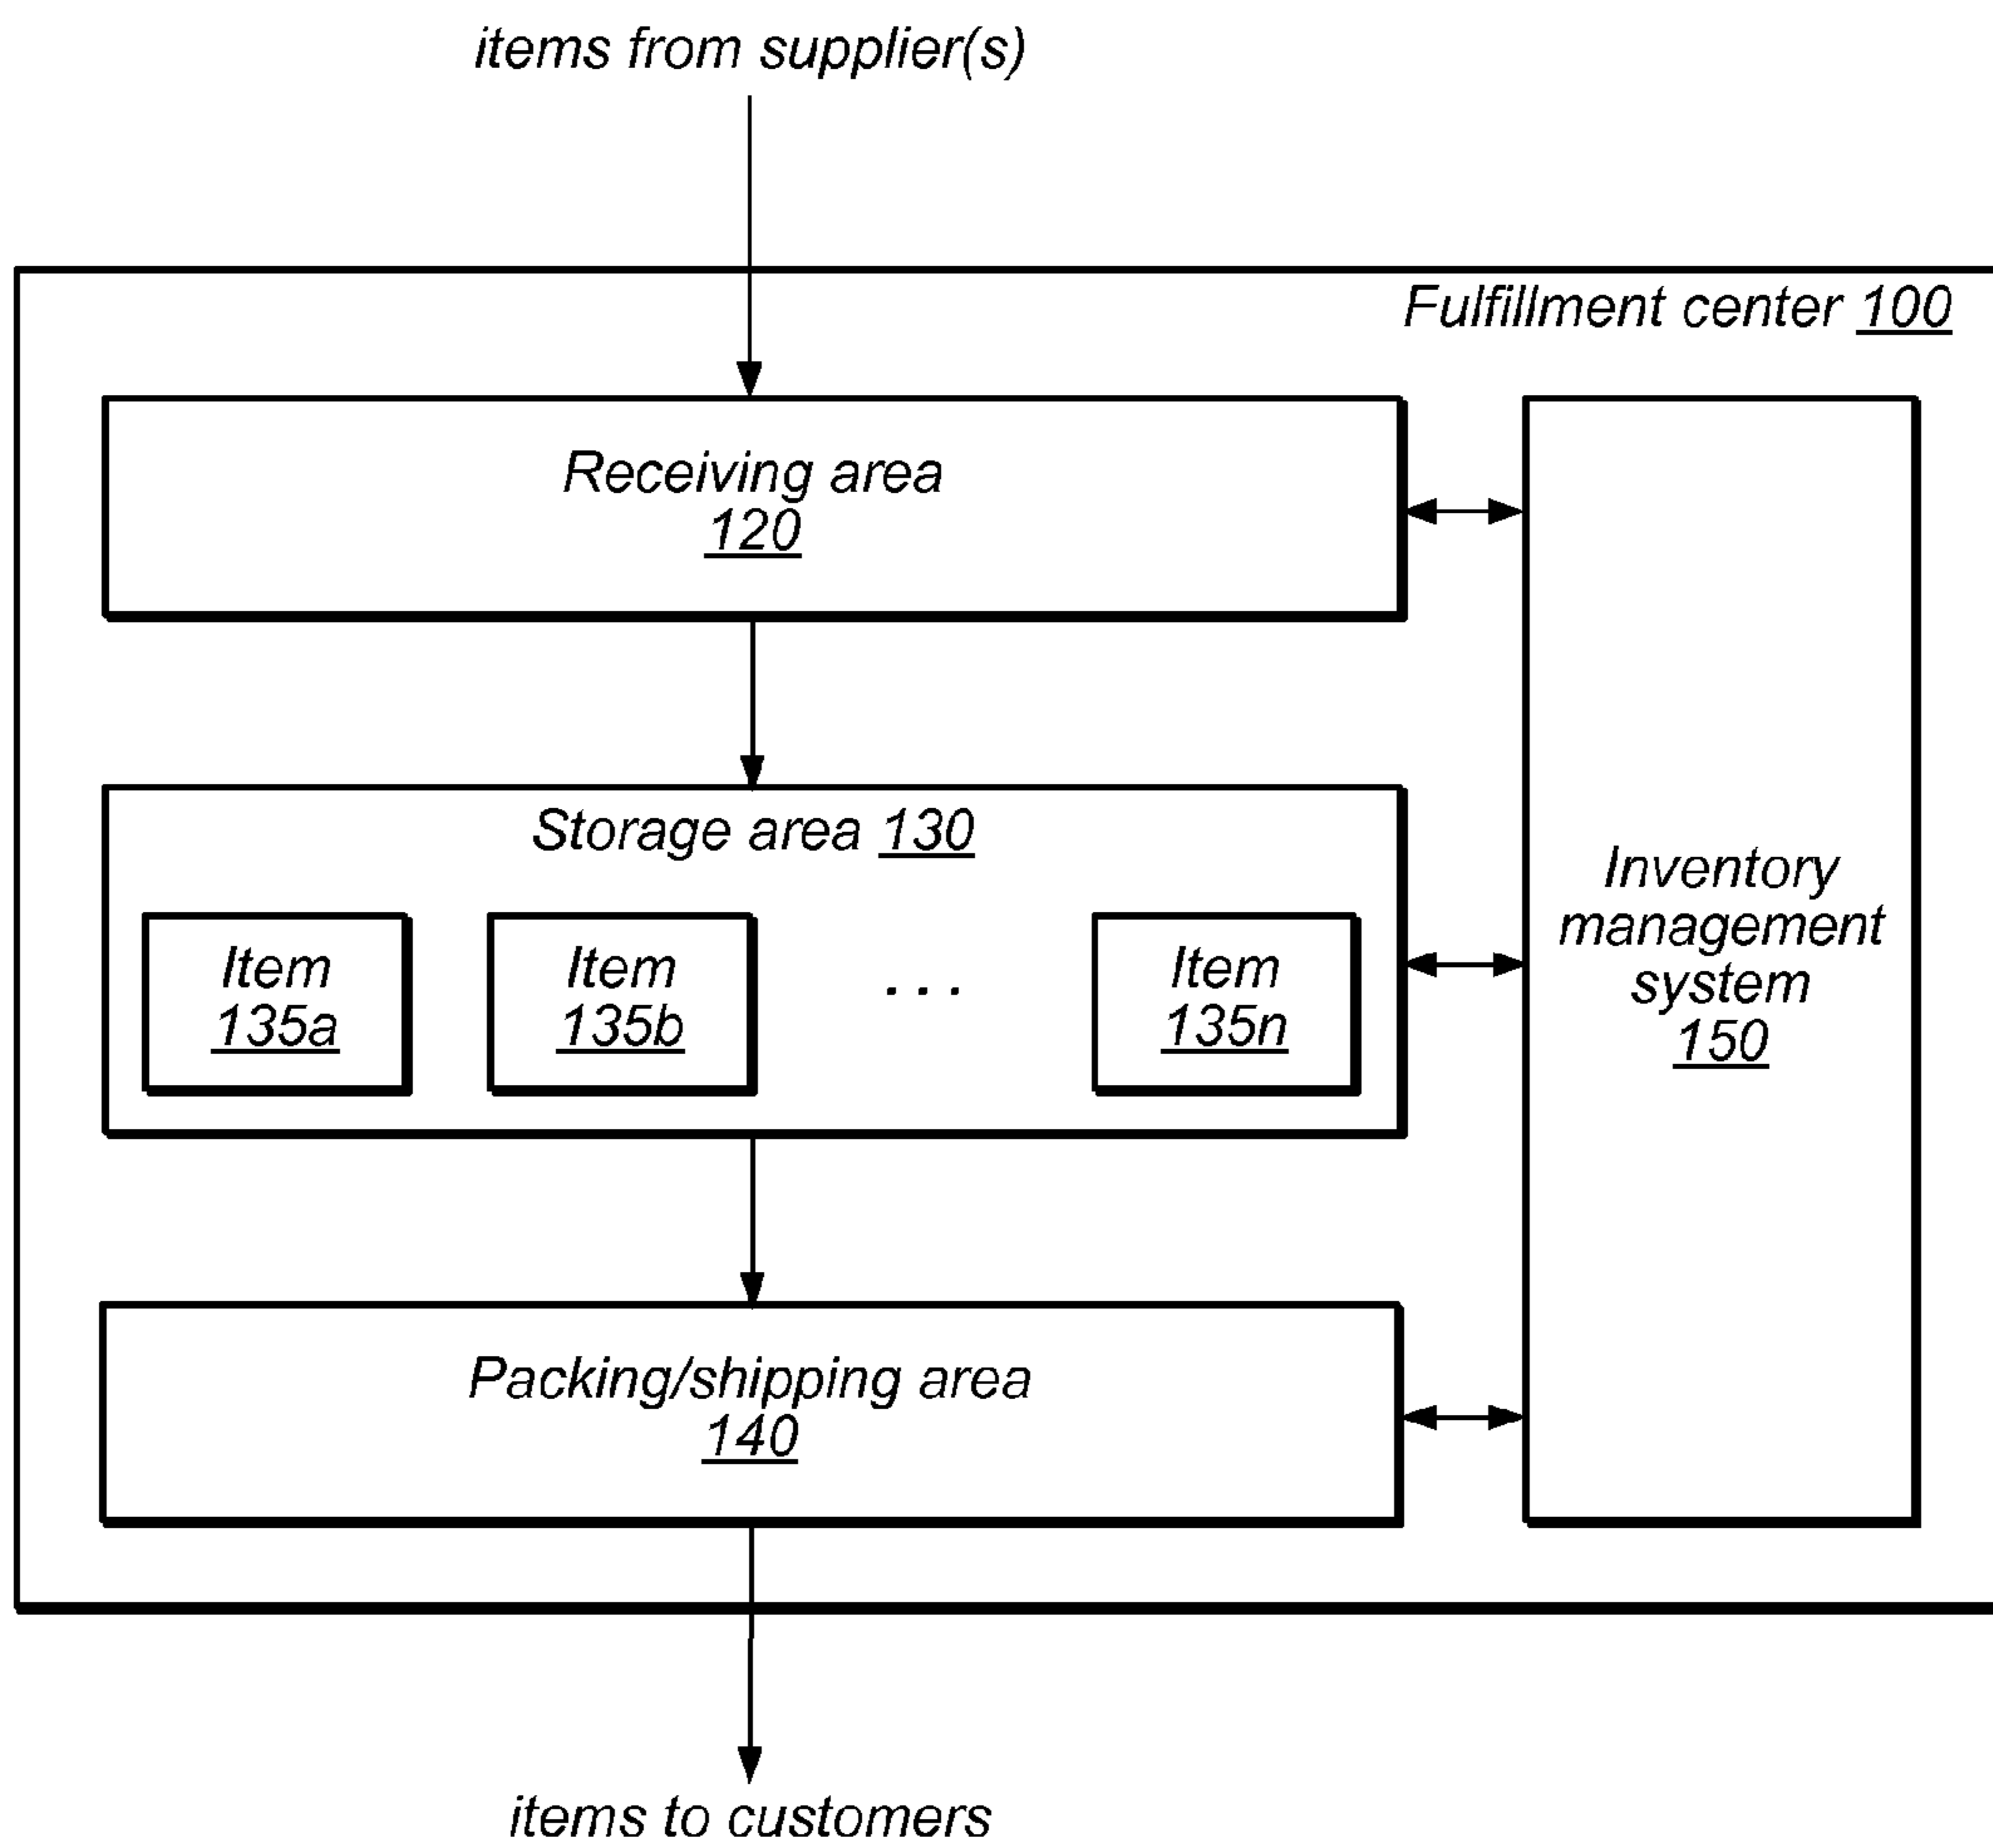 items from supplier(s)
Fulfillment center 100
Receiving area
120
Storage area 130
Item
135a
Item
135b
...
Item
135n
Inventory
management
system
150
Packing/shipping area
140
items to customers